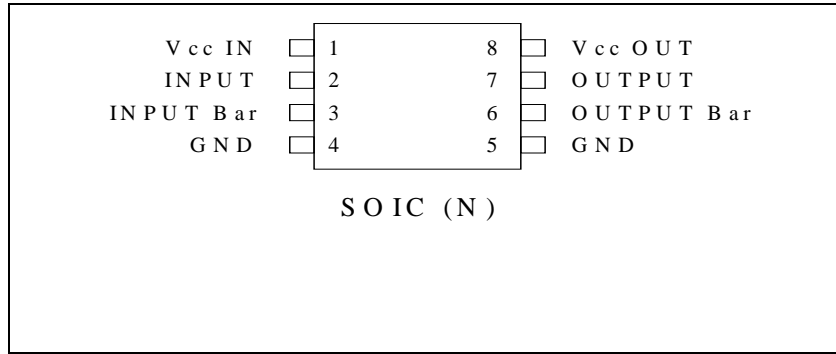 Vcc IN 1 8 Vcc OUT
INPUT 2 7 OUTPUT
INPUT Bar 3 6 OUTPUT Bar
GND 4 5 GND
SOIC (N)